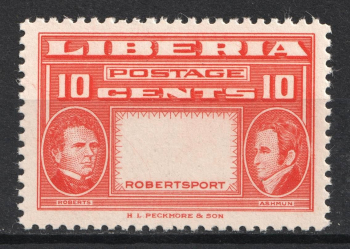 LIBERIA
POSTAGE
10 CENTS 10
ROBERTSPORT
ROBERTS
ASHMUN
H L PECKMORE & SON